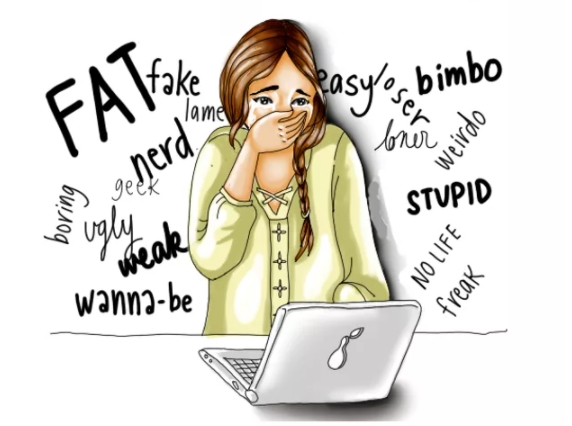 FAT
fake
lame
nerd
geek
boring
ugly
weak
wanna-be
easy
loser
bimbo
loner
weirdo
STUPID
NO LIFE
freak